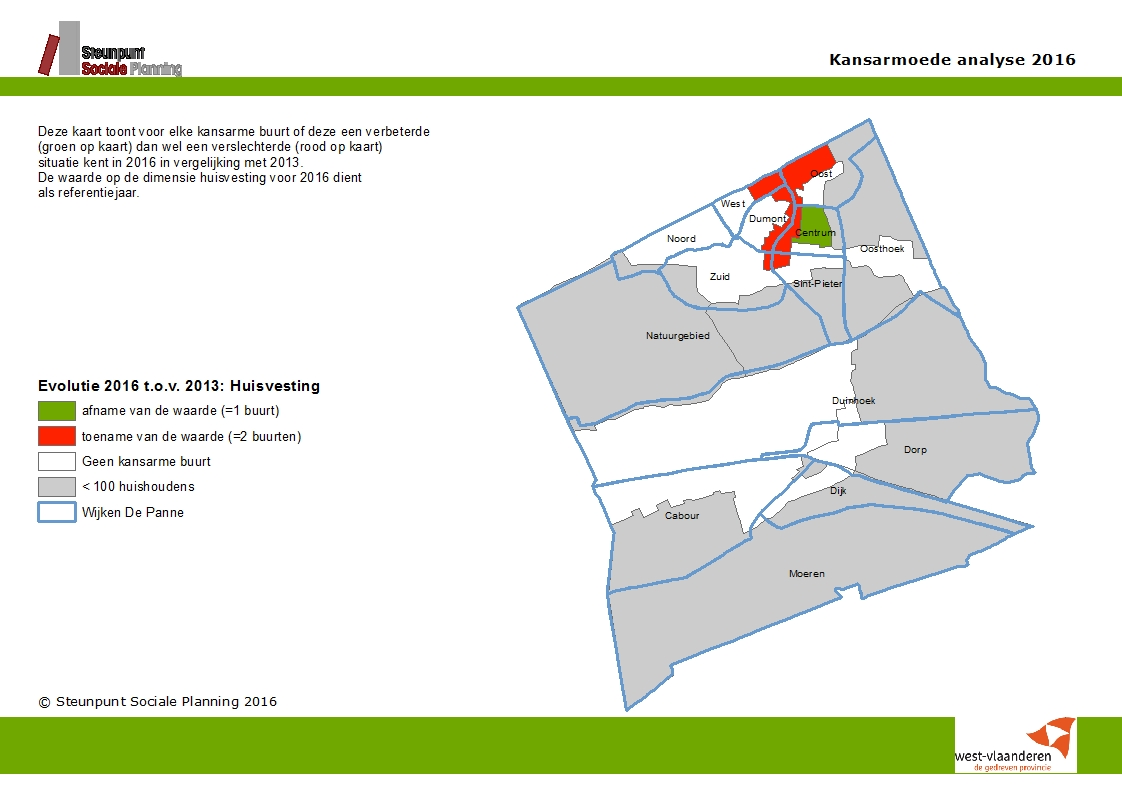 Steunpunt
Sociale Planning
Kansarmoede analyse 2016
Deze kaart toont voor elke kansarme buurt of deze een verbeterde
(groen op kaart) dan wel een verslechterde (rood op kaart)
situatie kent in 2016 in vergelijking met 2013.
De waarde op de dimensie huisvesting voor 2016 dient
als referentiejaar.
Oost
West
Dumont
Centrum
Noord
Oosthoek
Zuid
Sint-Pieter
Natuurgebied
Duinhoek
Dorp
Dijk
Cabour
Moeren
Evolutie 2016 t.o.v. 2013: Huisvesting
afname van de waarde (=1 buurt)
toename van de waarde (=2 buurten)
Geen kansarme buurt
< 100 huishoudens
Wijken De Panne
© Steunpunt Sociale Planning 2016
west-vlaanderen
de gedreven provincie